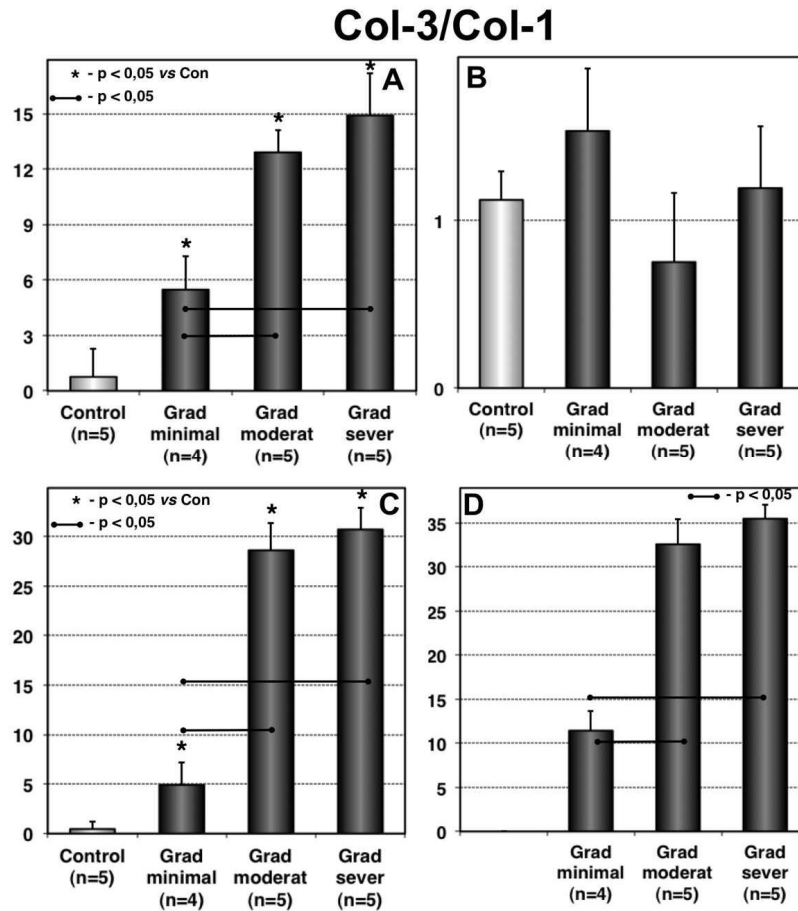 Col-3/Col-1
* - p < 0,05 vs Con
- p < 0,05
A
*
*
*
15
12
9
6
3
0
Control
(n=5)
Grad
minimal
(n=4)
Grad
moderat
(n=5)
Grad
sever
(n=5)
B
1
0
Control
(n=5)
Grad
minimal
(n=4)
Grad
moderat
(n=5)
Grad
sever
(n=5)
* - p < 0,05 vs Con
- p < 0,05
C
*
*
*
30
25
20
15
10
5
0
Control
(n=5)
Grad
minimal
(n=4)
Grad
moderat
(n=5)
Grad
sever
(n=5)
D
- p < 0,05
35
30
25
20
15
10
5
0
Grad
minimal
(n=4)
Grad
moderat
(n=5)
Grad
sever
(n=5)